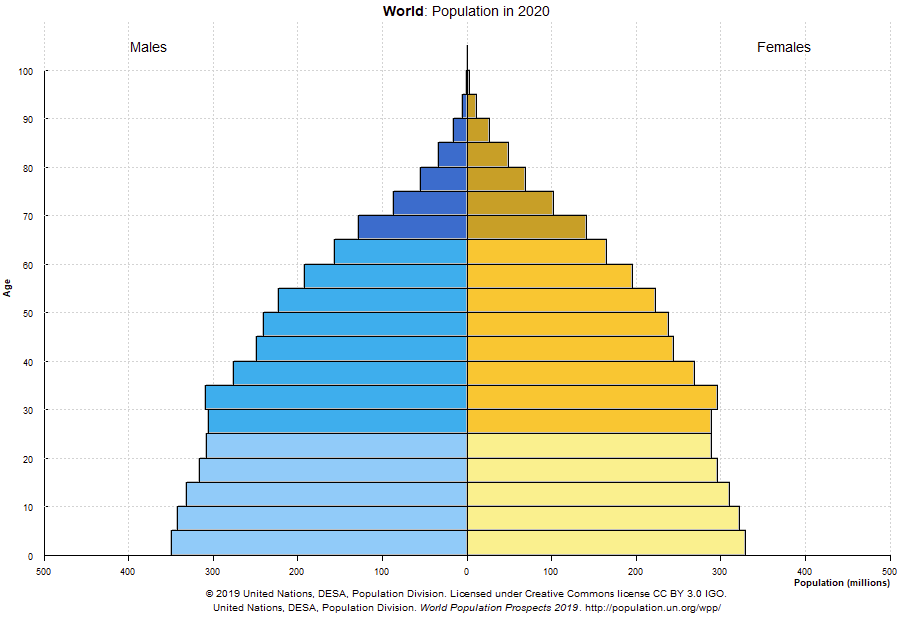 World: Population in 2020
Males Females
100
90
80
70
60
50
40
30
20
10
0
Age
500 400 300 200 100 0 100 200 300 400 500
Population (millions)
© 2019 United Nations, DESA, Population Division. Licensed under Creative Commons license CC BY 3.0 IGO.
United Nations, DESA, Population Division. World Population Prospects 2019. http://population.un.org/wpp/